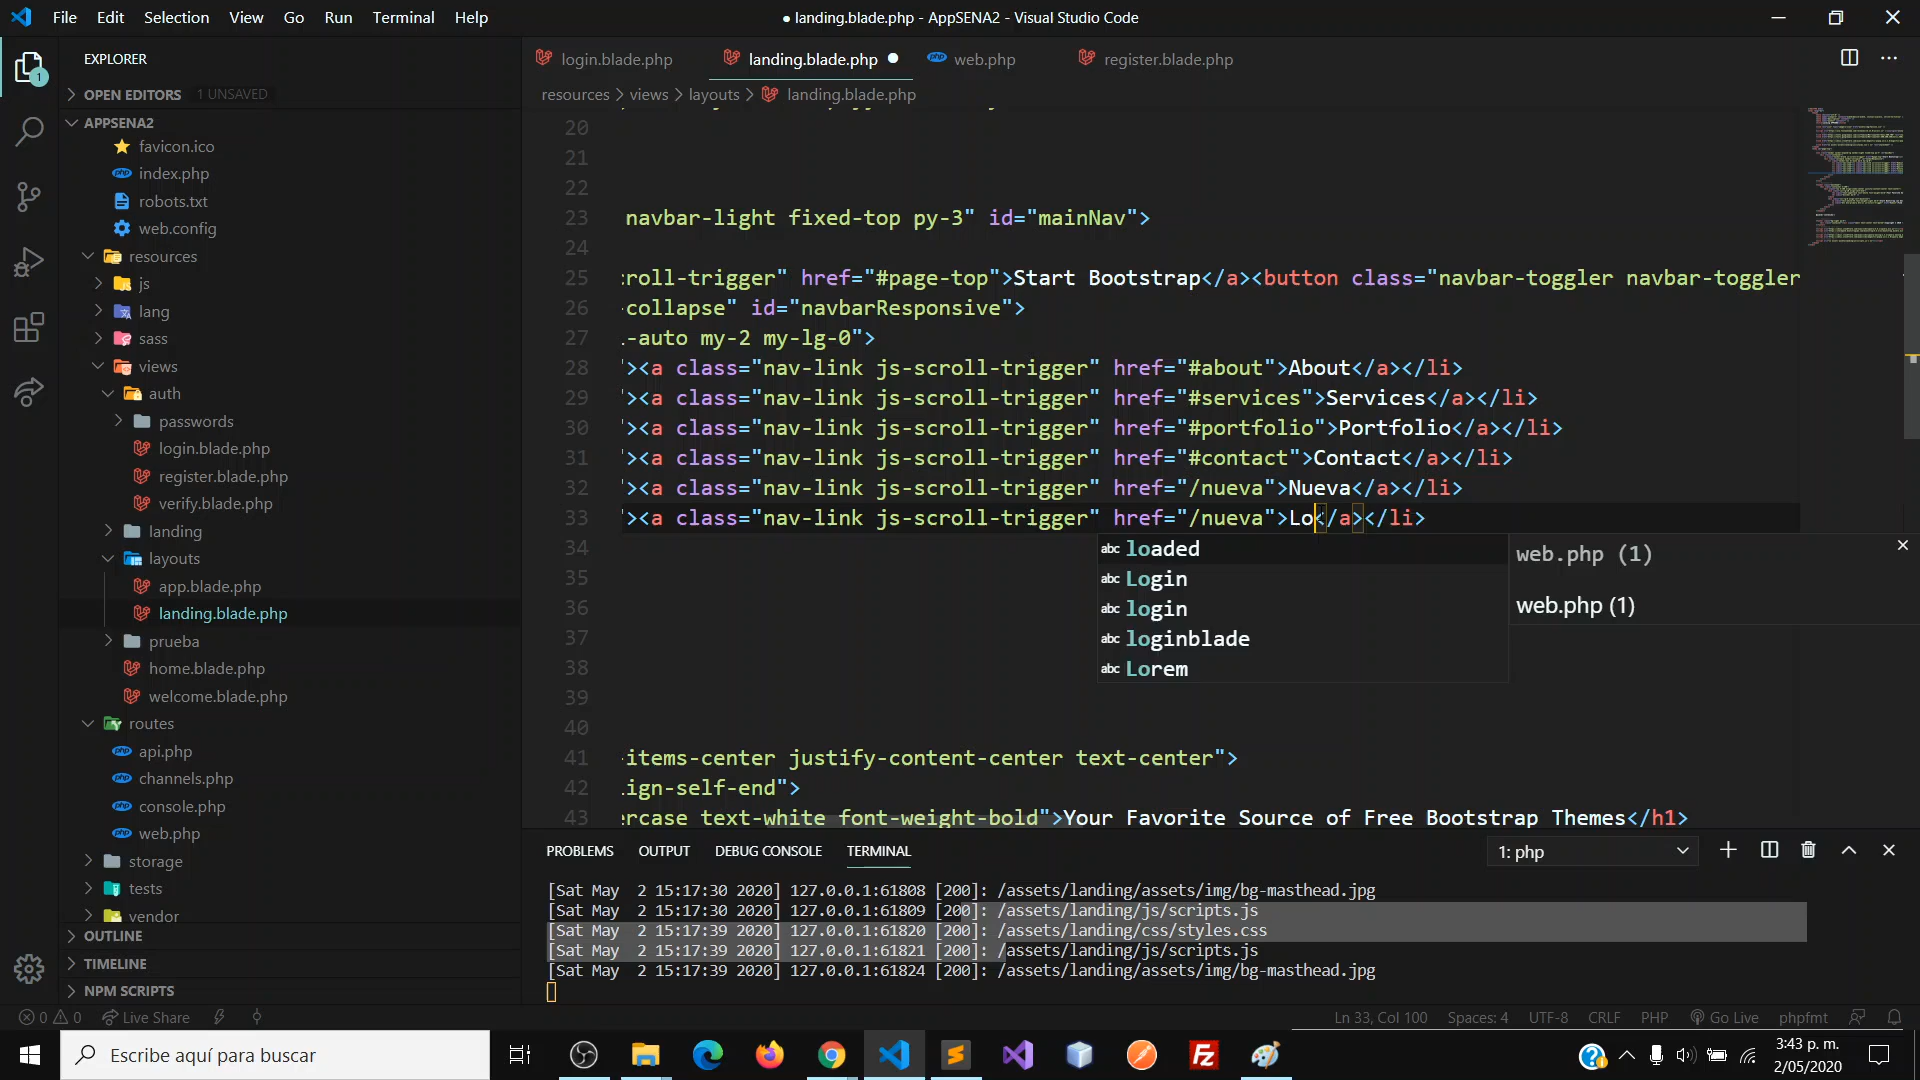 File Edit Selection View Go Run Terminal Help
● landing.blade.php - AppSENA2 - Visual Studio Code
EXPLORER
OPEN EDITORS 1 UNSAVED
APPSENA2
favicon.ico
index.php
robots.txt
web.config
resources
js
lang
sass
views
auth
passwords
login.blade.php
register.blade.php
verify.blade.php
landing
layouts
app.blade.php
landing.blade.php
prueba
home.blade.php
welcome.blade.php
routes
api.php
channels.php
console.php
web.php
storage
tests
vendor
OUTLINE
TIMELINE
NPM SCRIPTS
1
login.blade.php landing.blade.php ● web.php register.blade.php
resources > views > layouts > landing.blade.php
20
21
22
23 navbar-light fixed-top py-3" id="mainNav">
24
25 croll-trigger" href="#page-top">Start Bootstrap</a><button class="navbar-toggler navbar-toggler
26 -collapse" id="navbarResponsive">
27 l-auto my-2 my-lg-0">
28 "><a class="nav-link js-scroll-trigger" href="#about">About</a></li>
29 "><a class="nav-link js-scroll-trigger" href="#services">Services</a></li>
30 "><a class="nav-link js-scroll-trigger" href="#portfolio">Portfolio</a></li>
31 "><a class="nav-link js-scroll-trigger" href="#contact">Contact</a></li>
32 "><a class="nav-link js-scroll-trigger" href="/nueva">Nueva</a></li>
33 "><a class="nav-link js-scroll-trigger" href="/nueva">Lo</a></li>
34
35
36
37
38
39
40
41 -items-center justify-content-center text-center">
42 lign-self-end">
43 ercase text-white font-weight-bold">Your Favorite Source of Free Bootstrap Themes</h1>
abc loaded
abc Login
abc login
abc loginblade
abc Lorem
web.php (1)
web.php (1)
PROBLEMS OUTPUT DEBUG CONSOLE TERMINAL 1: php
[Sat May  2 15:17:30 2020] 127.0.0.1:61808 [200]: /assets/landing/assets/img/bg-masthead.jpg
[Sat May  2 15:17:30 2020] 127.0.0.1:61809 [200]: /assets/landing/js/scripts.js
[Sat May  2 15:17:39 2020] 127.0.0.1:61820 [200]: /assets/landing/css/styles.css
[Sat May  2 15:17:39 2020] 127.0.0.1:61821 [200]: /assets/landing/js/scripts.js
[Sat May  2 15:17:39 2020] 127.0.0.1:61824 [200]: /assets/landing/assets/img/bg-masthead.jpg
0 0 Live Share Ln 33, Col 100 Spaces: 4 UTF-8 CRLF PHP Go Live phpfmt
Escribe aquí para buscar
3:43 p. m.
2/05/2020